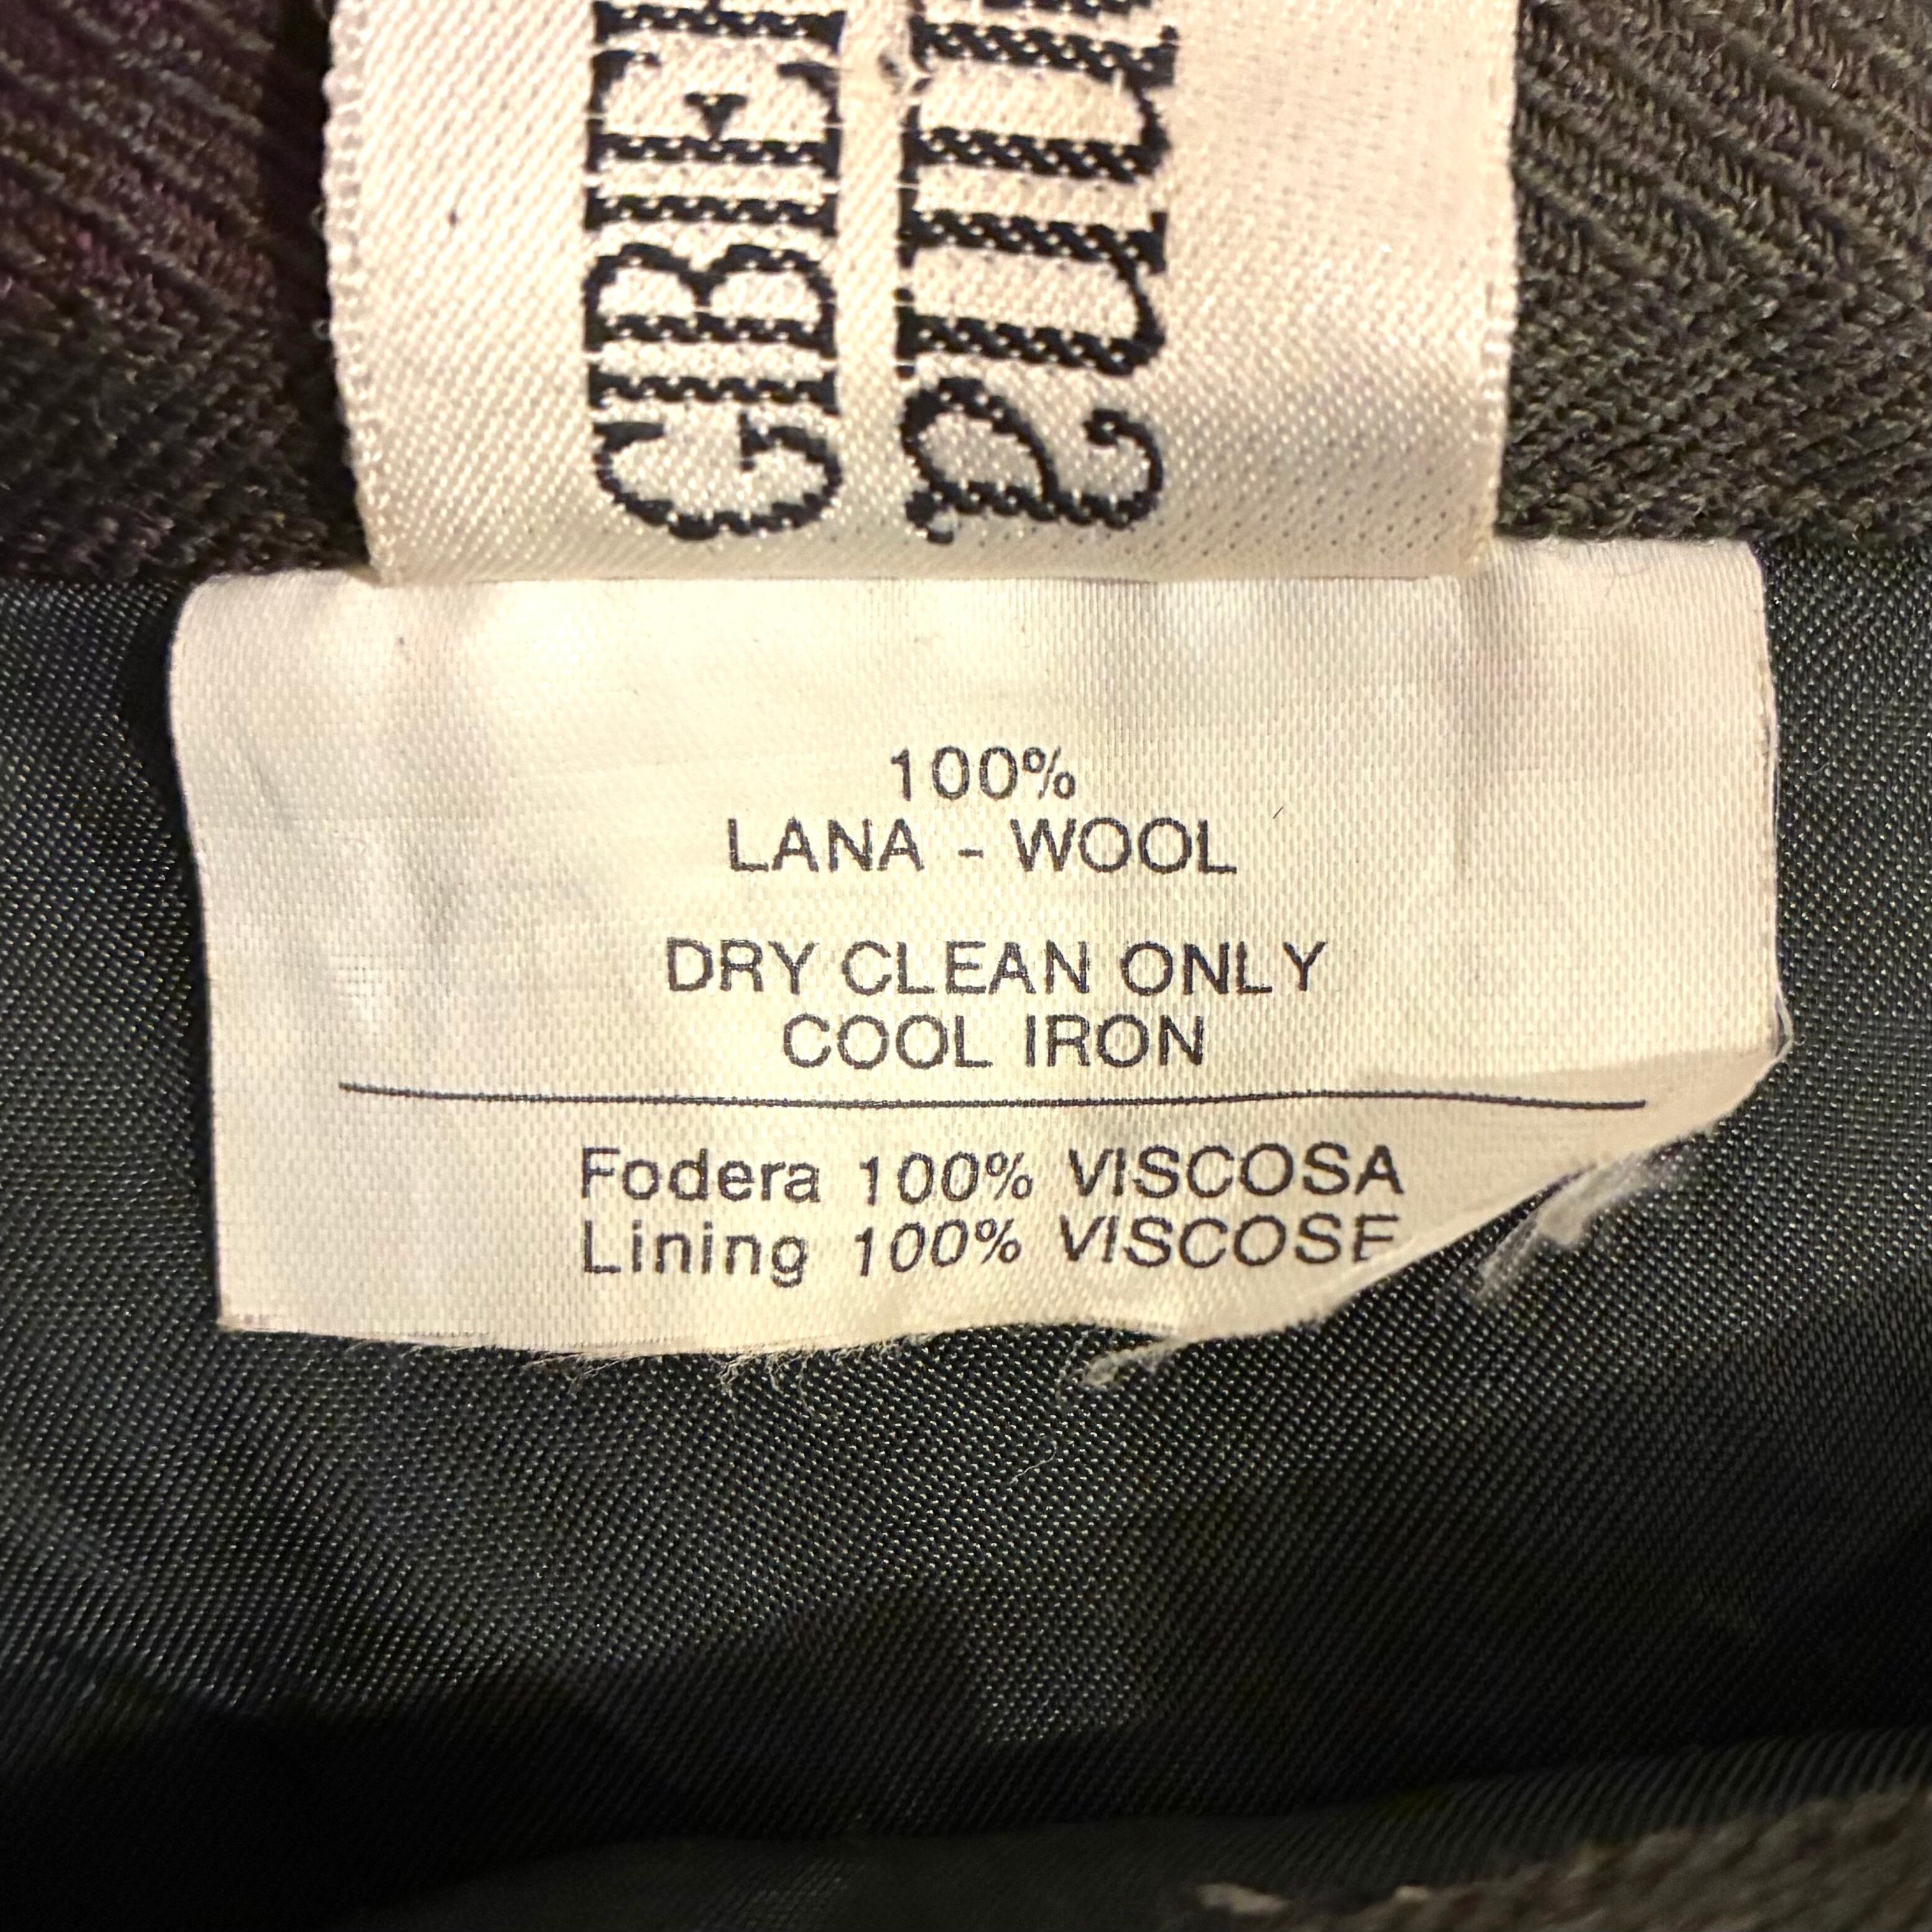 100%
LANA - WOOL
DRY CLEAN ONLY
COOL IRON
Fodera 100% VISCOSA
Lining 100% VISCOSE